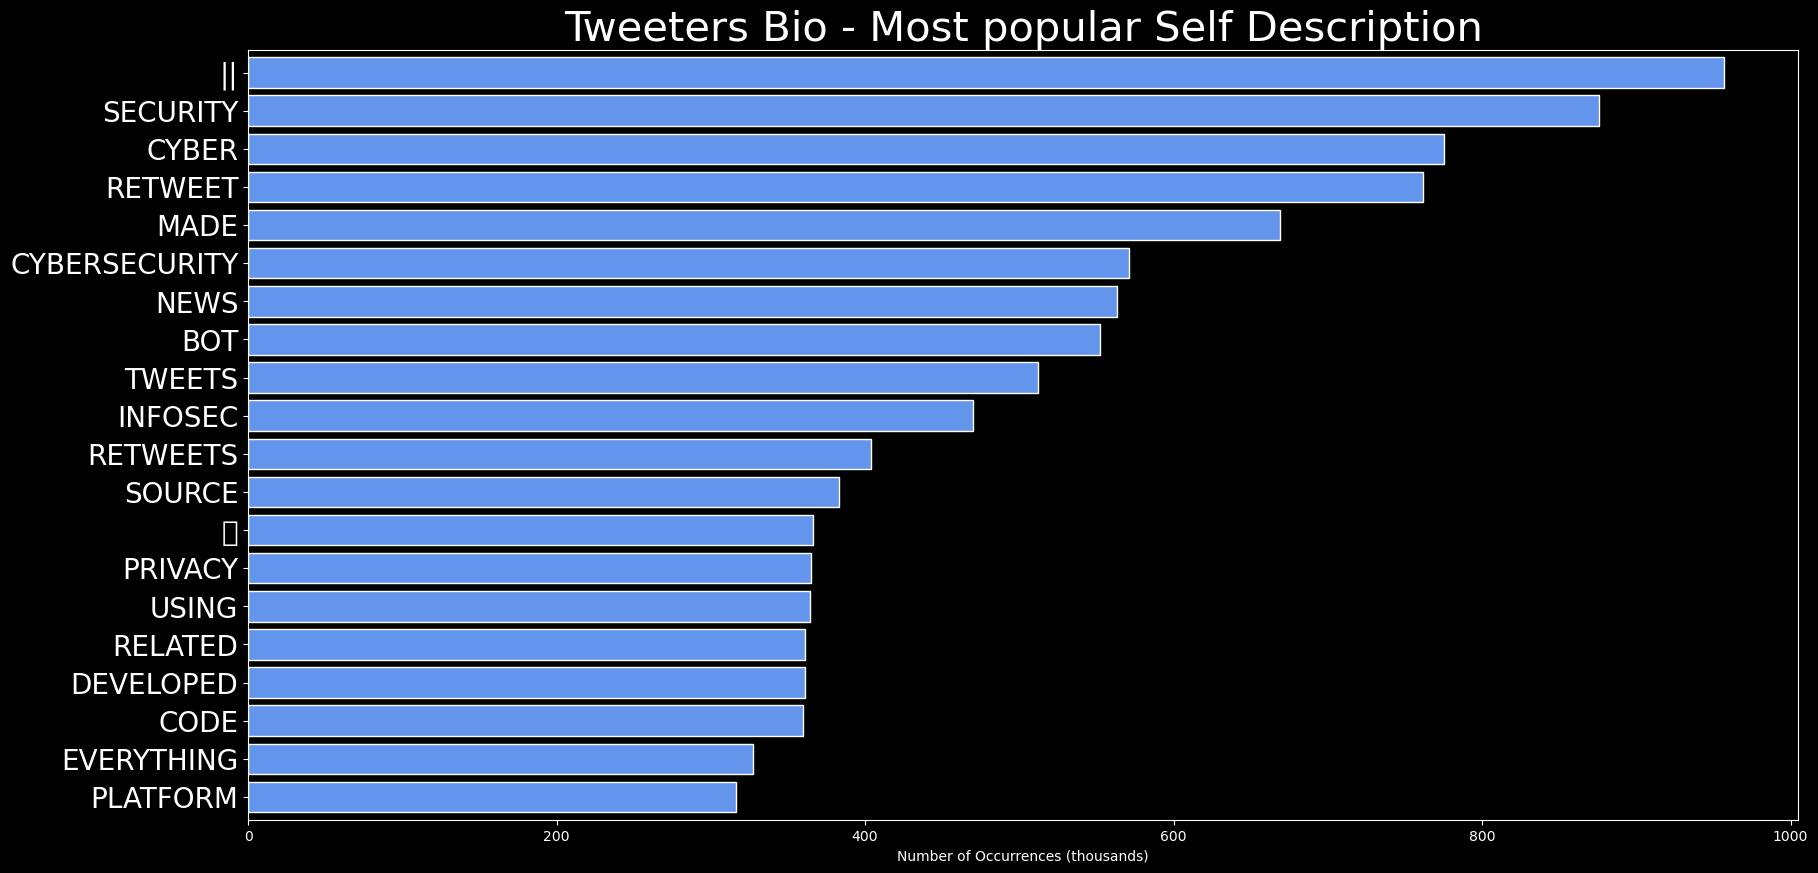 Tweeters Bio - Most popular Self Description
||
SECURITY
CYBER
RETWEET
MADE
CYBERSECURITY
NEWS
BOT
TWEETS
INFOSEC
RETWEETS
SOURCE
PRIVACY
USING
RELATED
DEVELOPED
CODE
EVERYTHING
PLATFORM
0 200 400 600 800 1000
Number of Occurrences (thousands)